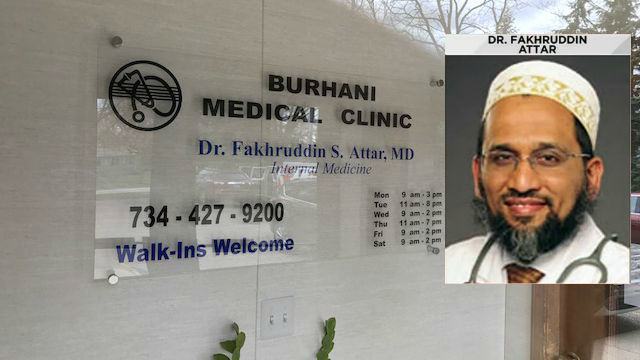 BURHANI
MEDICAL CLINIC
Dr. Fakhruddin S. Attar, MD
Internal Medicine
734 - 427 - 9200
Walk-Ins Welcome
Mon 9 am - 3 pm
Tue 11 am - 8 pm
Wed 9 am - 2 pm
Thu 11 am - 7 pm
Fri 9 am - 2 pm
Sat 9 am - 2 pm
DR. FAKHRUDDIN
ATTAR